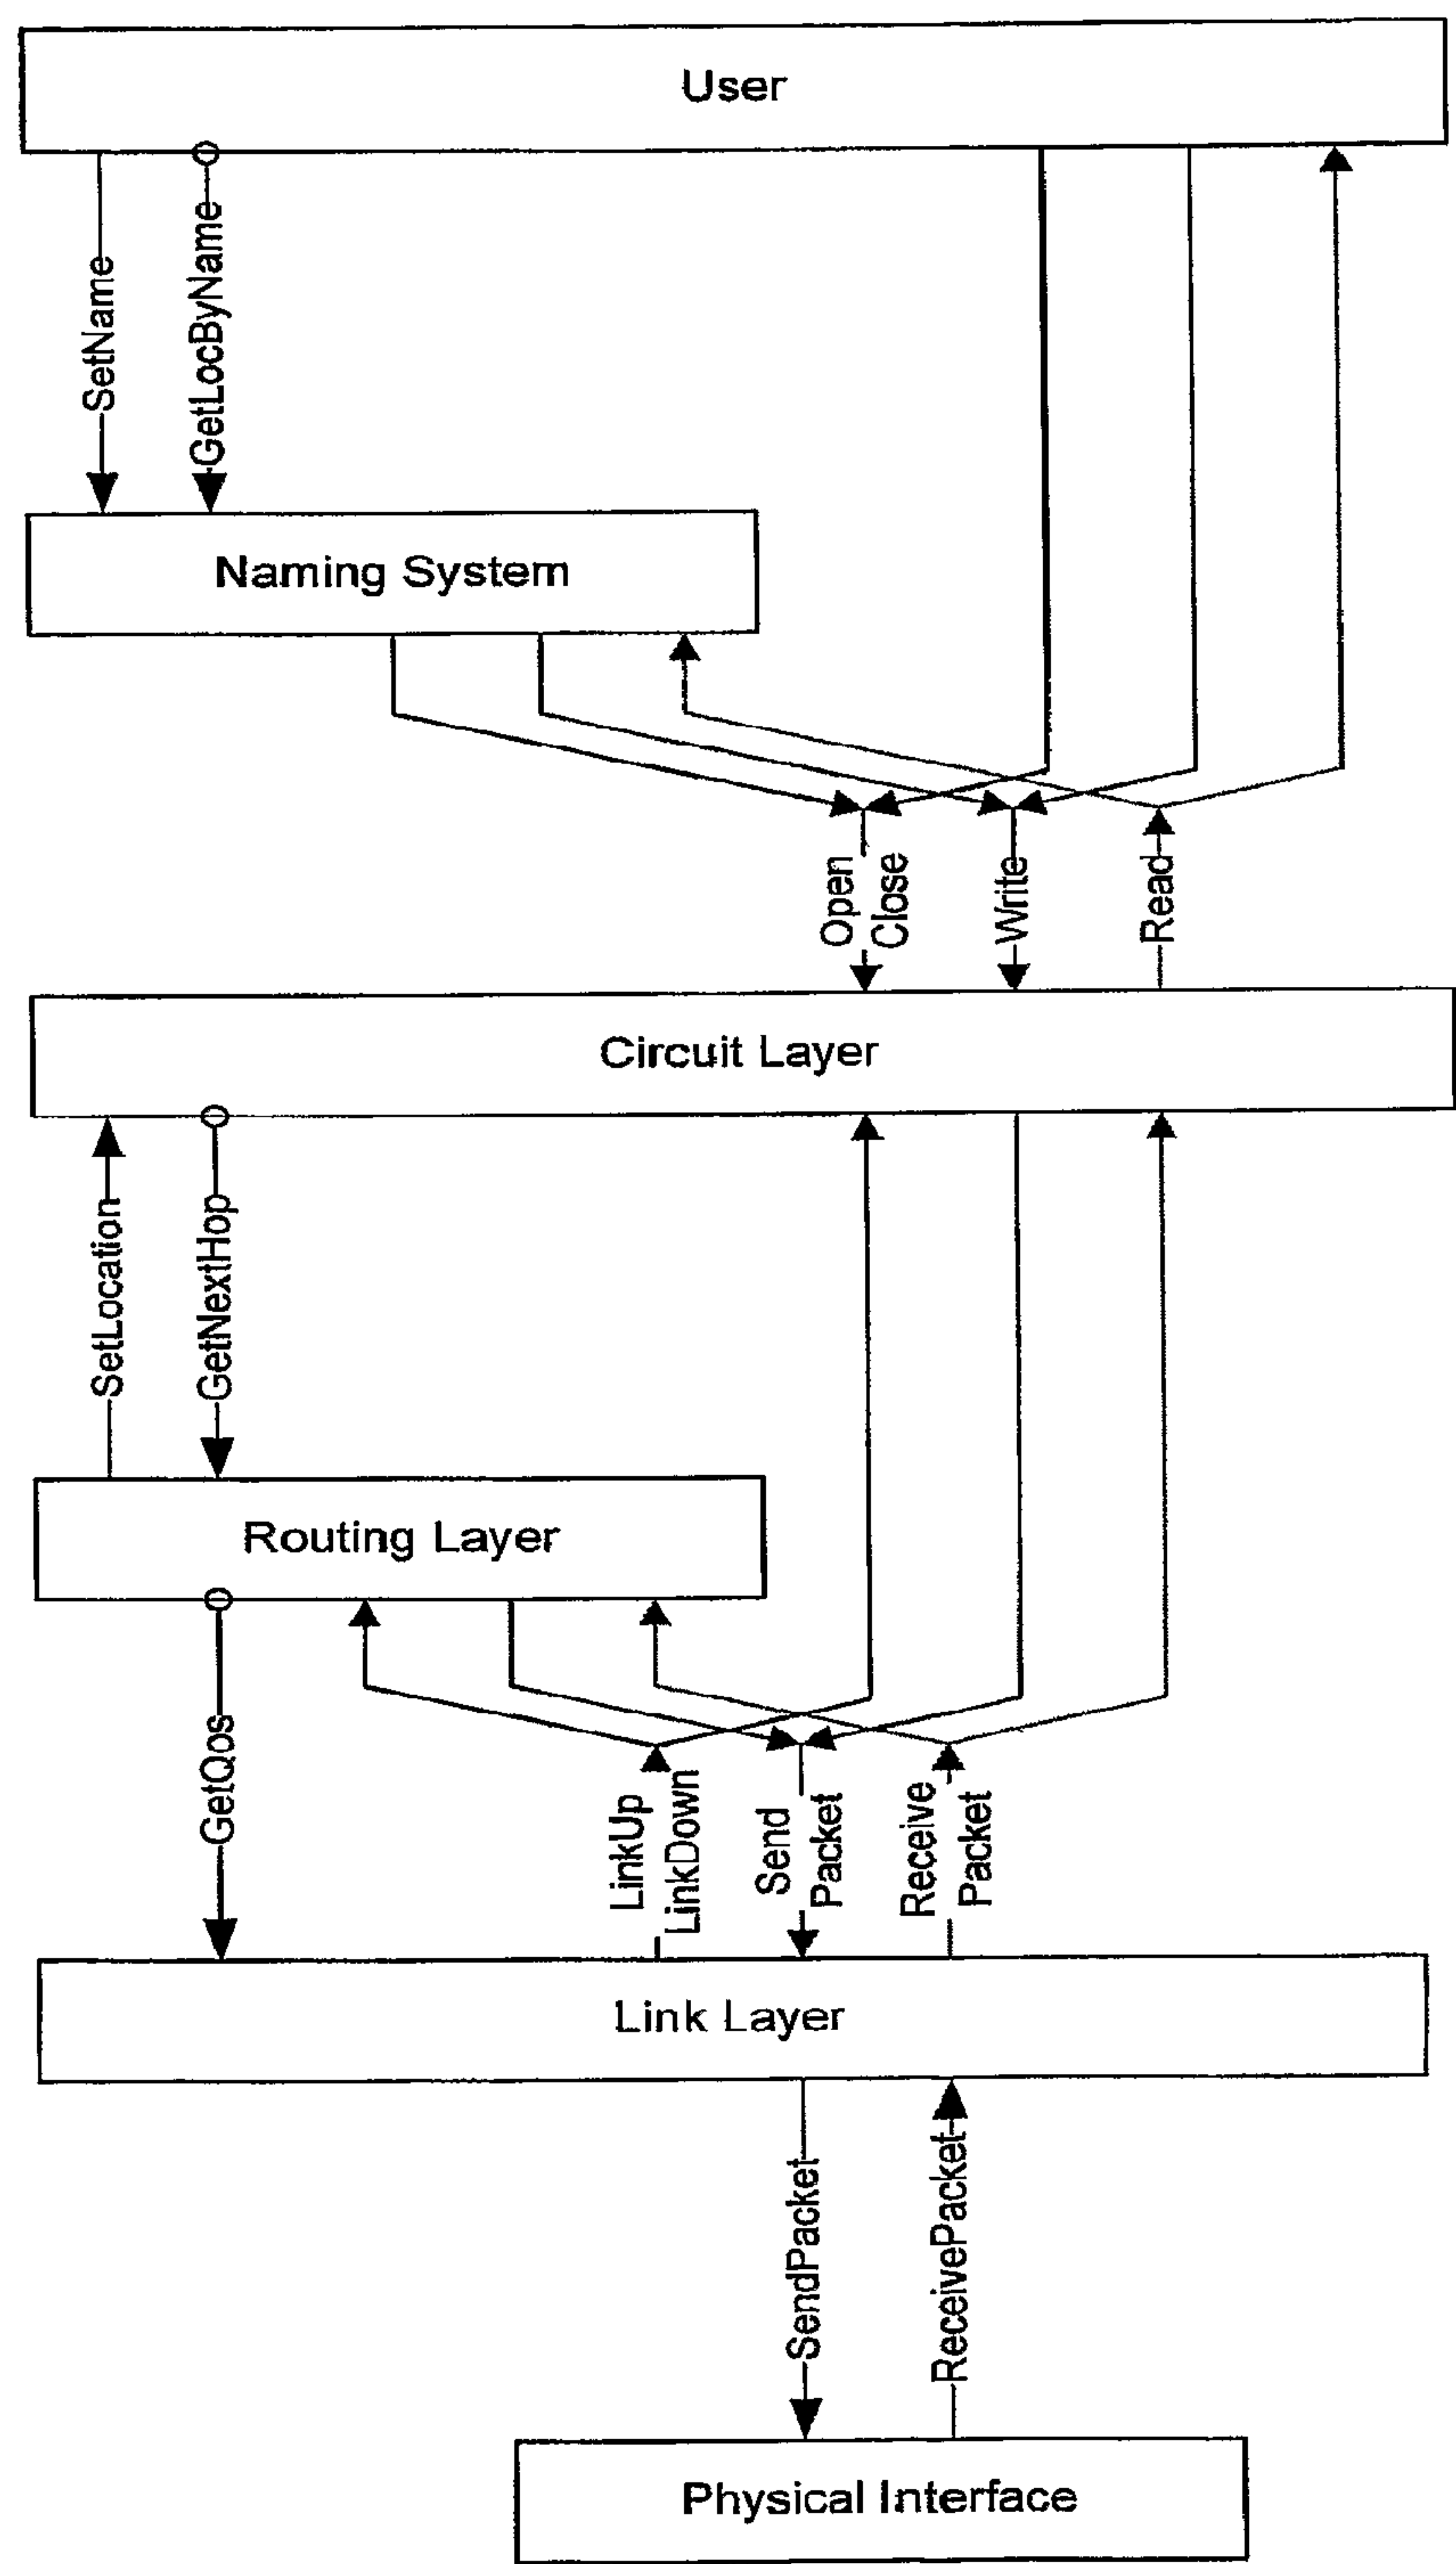 User
SetName
GetLocByName
Naming System
Open
Close
Write
Read
Circuit Layer
SetLocation
GetNextHop
Routing Layer
GetQos
LinkUp
LinkDown
Send
Packet
Receive
Packet
Link Layer
SendPacket
ReceivePacket
Physical Interface